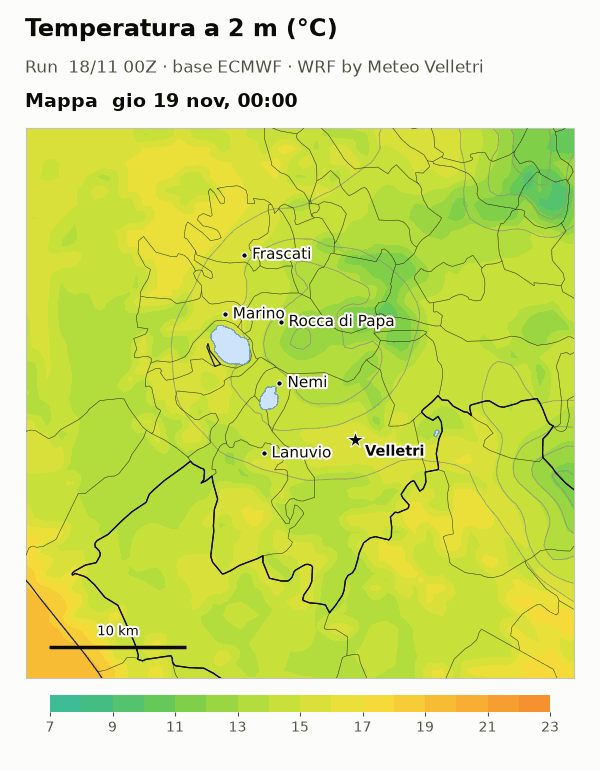 Temperatura a 2 m (°C)
Run  18/11 00Z · base ECMWF · WRF by Meteo Velletri
Mappa  gio 19 nov, 00:00
Frascati
Marino
Rocca di Papa
Nemi
Velletri
Lanuvio
10 km
7 9 11 13 15 17 19 21 23